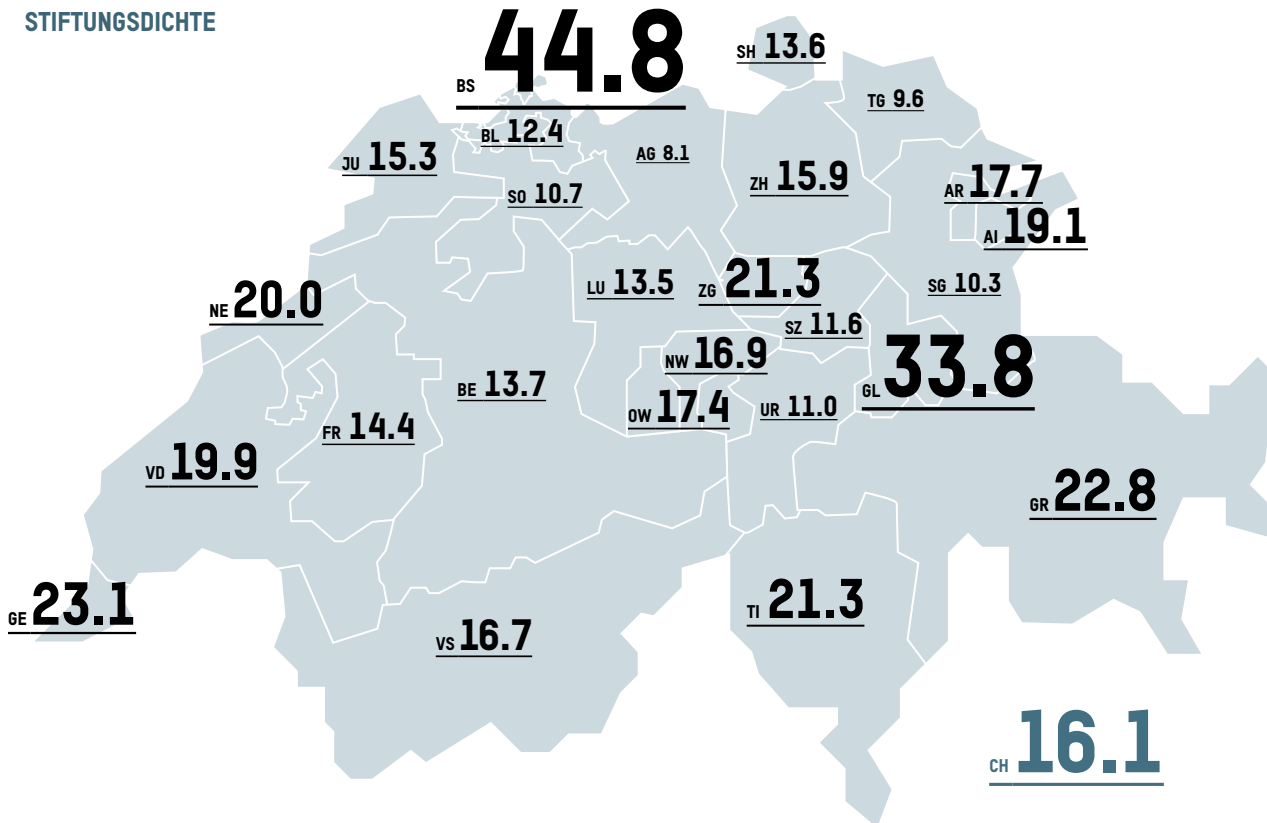 STIFTUNGSDICHTE
BS 44.8
SH 13.6
TG 9.6
BL 12.4
JU 15.3
AG 8.1
SO 10.7
ZH 15.9
AR 17.7
AI 19.1
NE 20.0
LU 13.5
ZG 21.3
SG 10.3
SZ 11.6
NW 16.9
GL 33.8
BE 13.7
OW 17.4
UR 11.0
FR 14.4
VD 19.9
GR 22.8
GE 23.1
TI 21.3
VS 16.7
CH 16.1